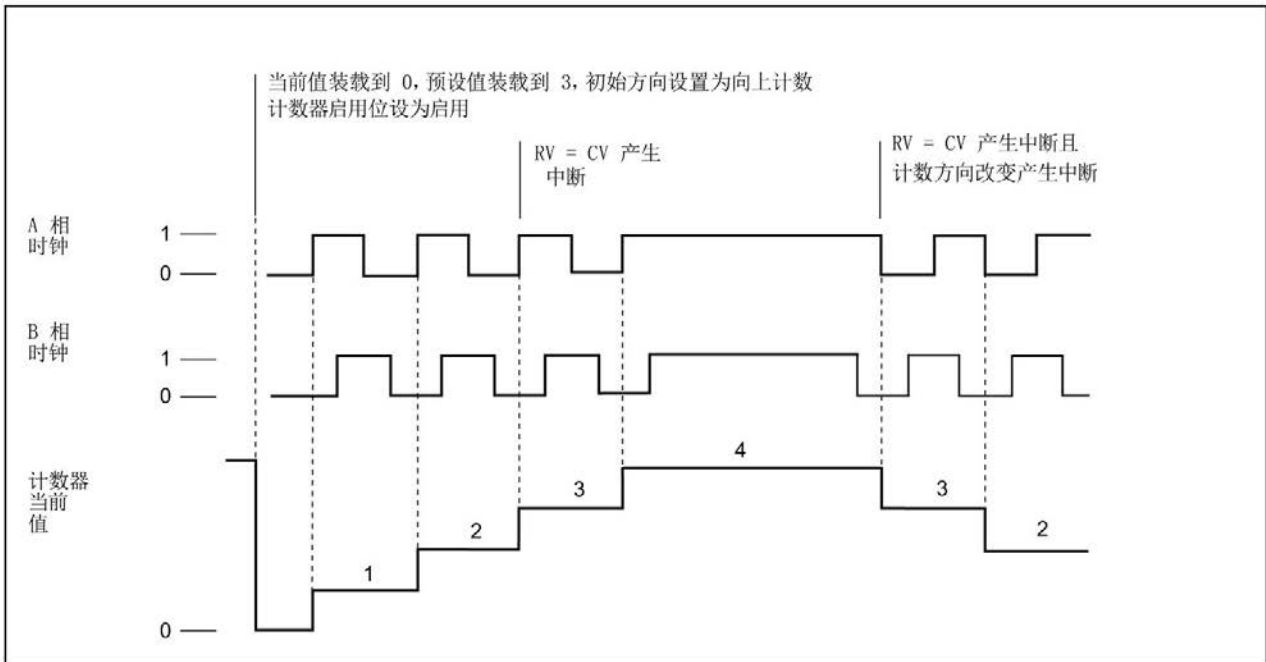 当前值装载到 0,预设值装载到 3,初始方向设置为向上计数
计数器启用位设为启用
RV = CV 产生
中断
RV = CV 产生中断且
计数方向改变产生中断
A 相
时钟
1
0
B 相
时钟
1
0
计数器
当前
值
0
1
2
3
4
3
2